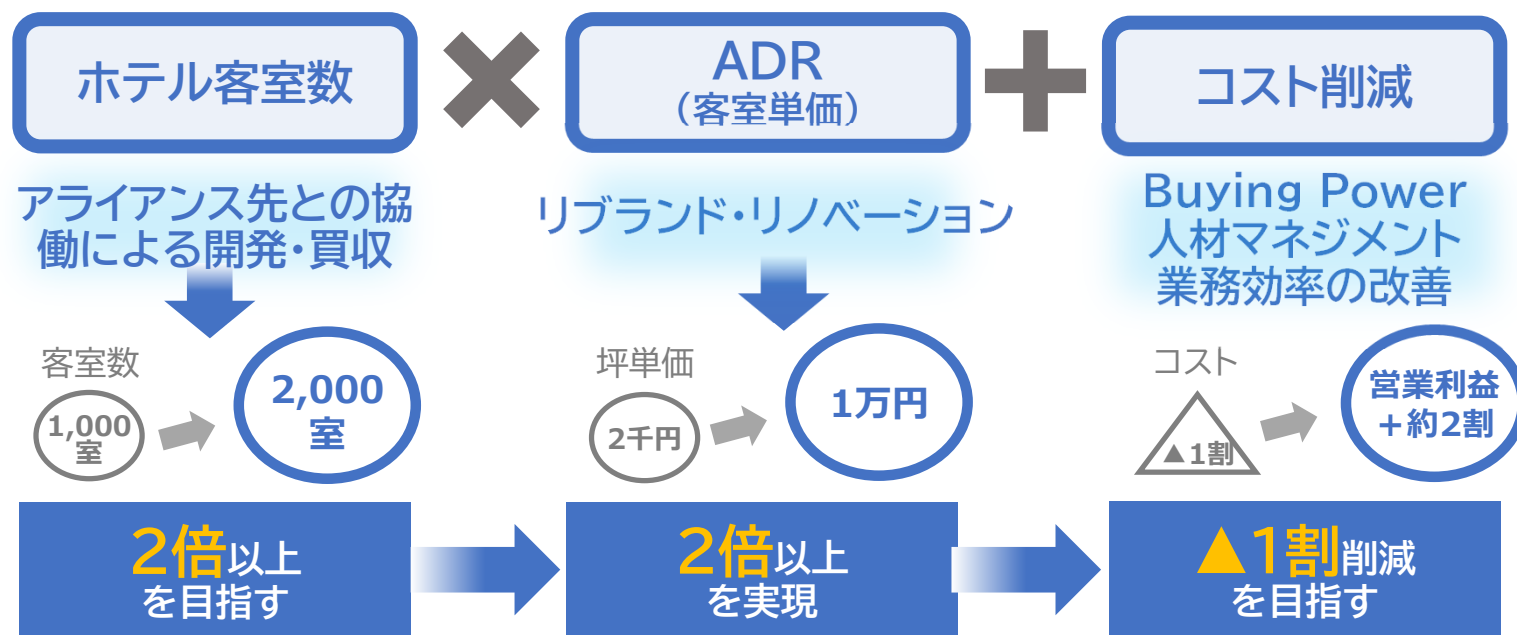 ホテル客室数
ADR
（客室単価）
コスト削減
アライアンス先との協
働による開発・買収
リブランド・リノベーション
Buying Power
人材マネジメント
業務効率の改善
客室数
1,000
室
2,000
室
坪単価
2千円
1万円
コスト
▲1割
営業利益
＋約2割
2倍以上
を目指す
2倍以上
を実現
▲1割削減
を目指す